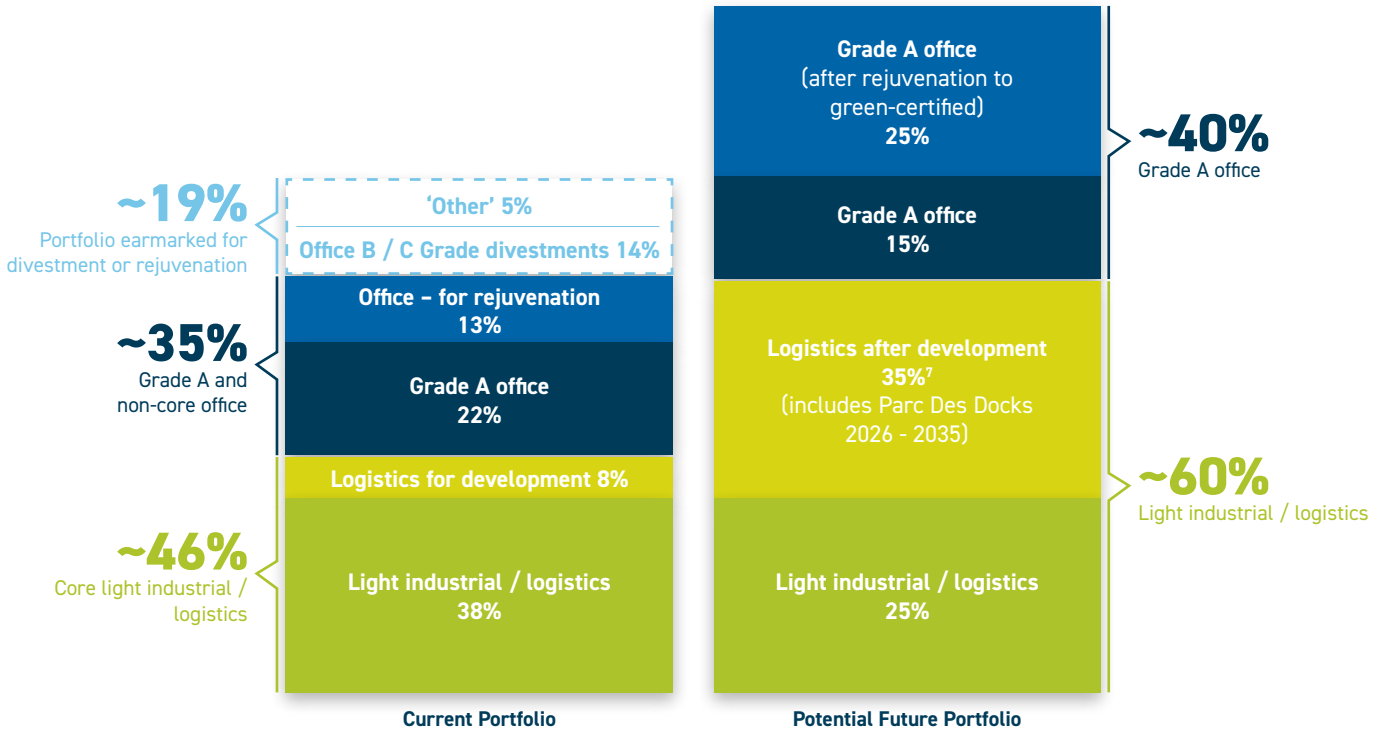 ~19%
Portfolio earmarked for
divestment or rejuvenation
~35%
Grade A and
non-core office
~46%
Core light industrial /
logistics
‘Other’ 5%
Office B / C Grade divestments 14%
Office – for rejuvenation
13%
Grade A office
22%
Logistics for development 8%
Light industrial / logistics
38%
Current Portfolio
Grade A office
(after rejuvenation to
green-certified)
25%
Grade A office
15%
Logistics after development
35%⁷
(includes Parc Des Docks
2026 - 2035)
Light industrial / logistics
25%
Potential Future Portfolio
~40%
Grade A office
~60%
Light industrial / logistics